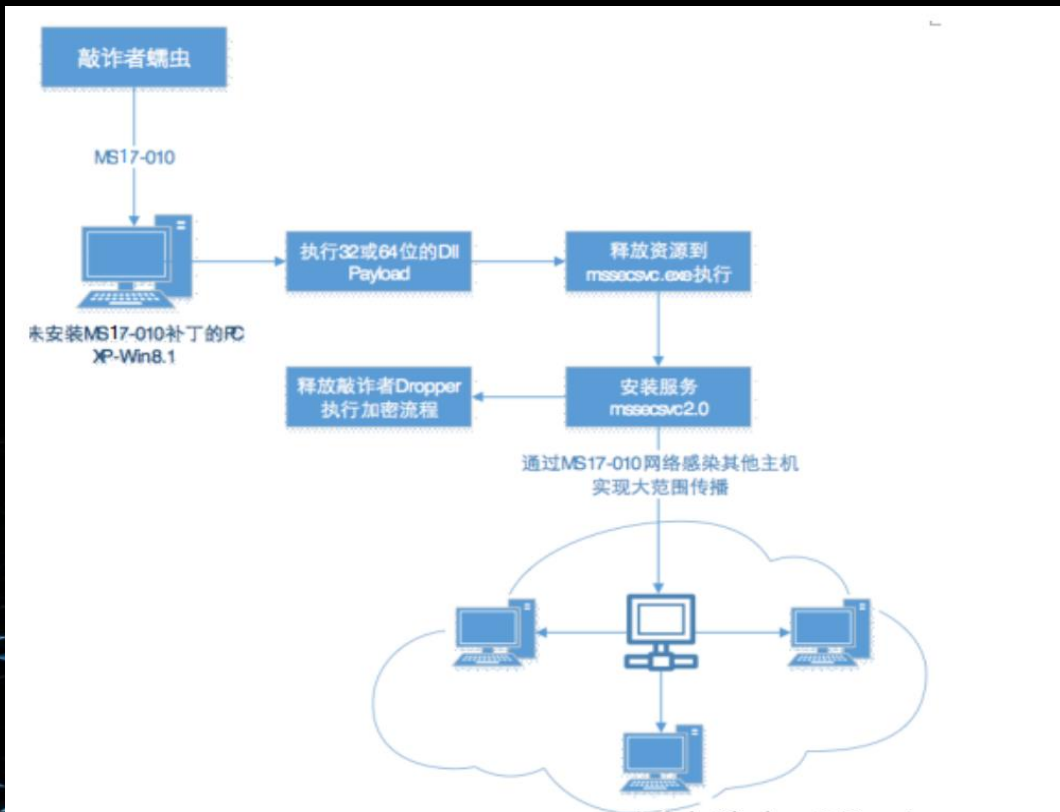 敲诈者蠕虫
MS17-010
执行32或64位的Dll
Payload
释放资源到
mssecsvc.exe执行
未安装MS17-010补丁的PC
XP-Win8.1
释放敲诈者Dropper
执行加密流程
安装服务
mssecsvc2.0
通过MS17-010网络感染其他主机
实现大范围传播